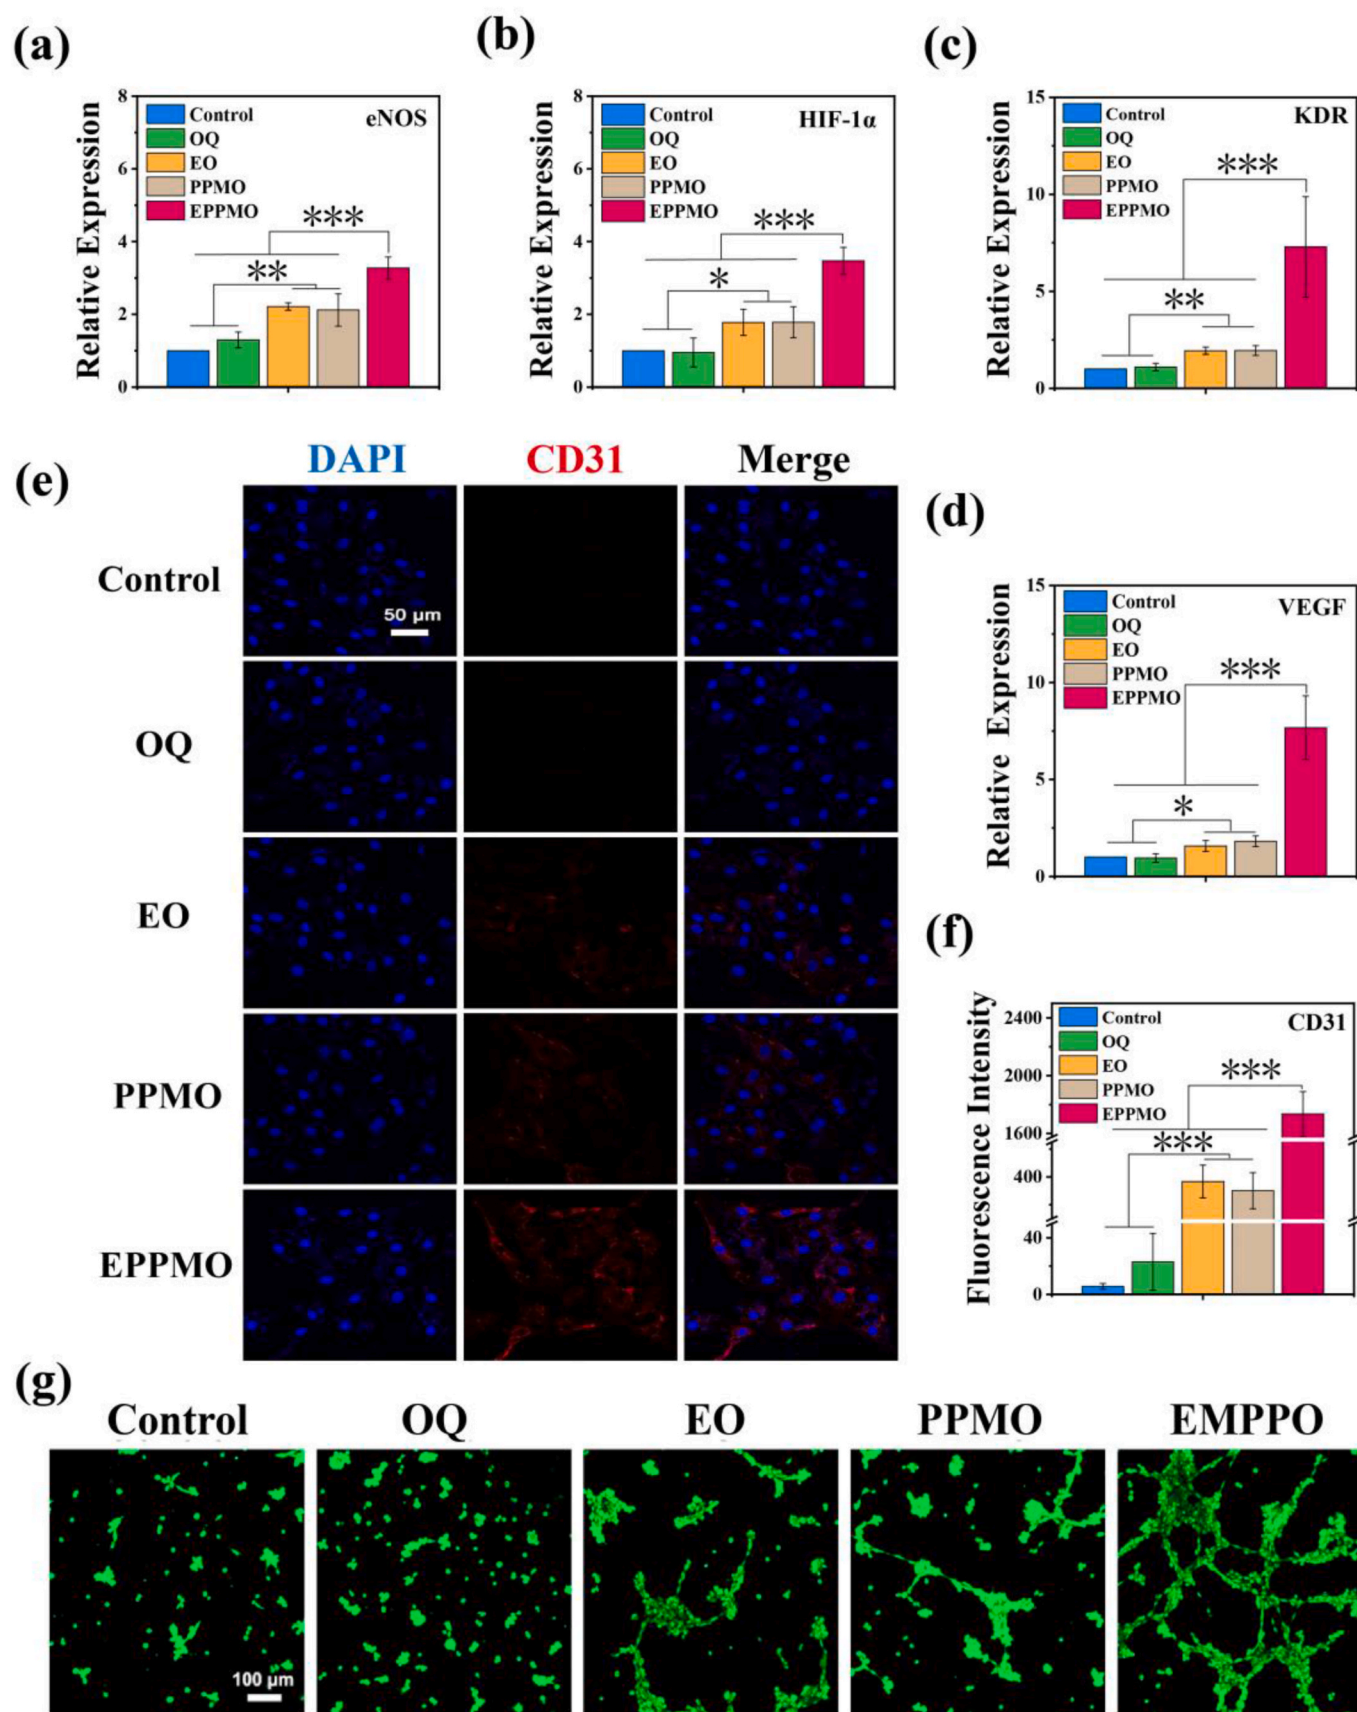 (a)
Relative Expression
8
6
4
2
0
Control
OQ
EO
PPMO
EPPMO
eNOS
***
**
(b)
Relative Expression
8
6
4
2
0
Control
OQ
EO
PPMO
EPPMO
HIF-1α
***
*
(c)
Relative Expression
15
10
5
0
Control
OQ
EO
PPMO
EPPMO
KDR
***
**
(e)
DAPI CD31 Merge
Control
50 µm
OQ
EO
PPMO
EPPMO
(d)
Relative Expression
15
10
5
0
Control
OQ
EO
PPMO
EPPMO
VEGF
***
*
(f)
Fluorescence Intensity
2400
2000
1600
400
40
0
Control
OQ
EO
PPMO
EPPMO
CD31
***
***
(g)
Control OQ EO PPMO EMPPO
100 µm